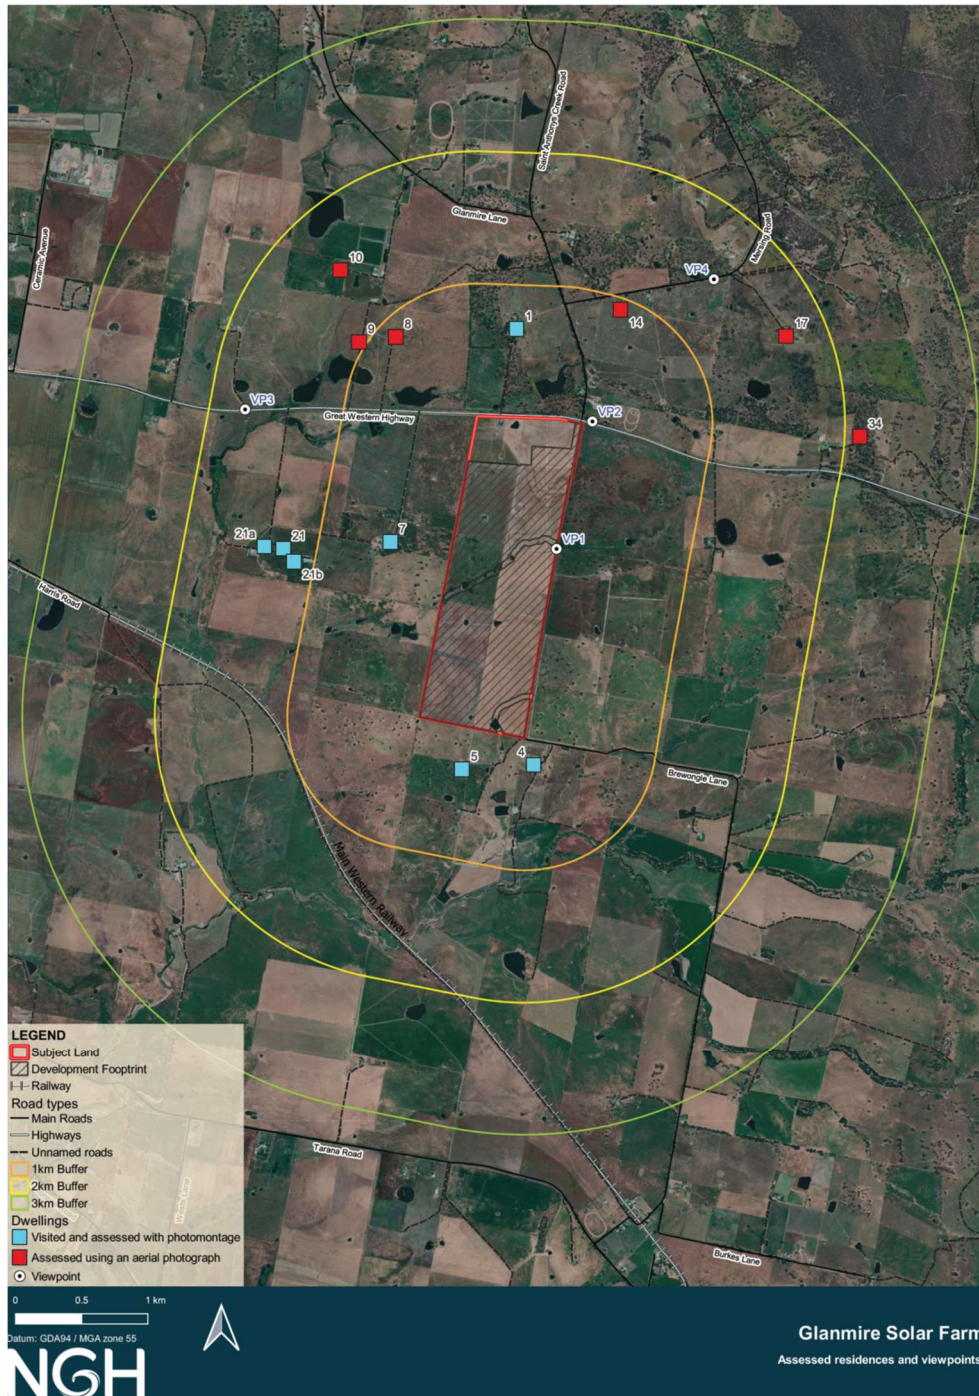 Saint Anthonys Creek Road
Ceramic Avenue
Glanmire Lane
Mersing Road
10
VP4
1
14
17
9
8
VP3
Great Western Highway
VP2
34
21a
21
21b
7
VP1
Harris Road
5
4
Brewongle Lane
Main Western Railway
LEGEND
Subject Land
Development Fooptrint
Railway
Road types
Main Roads
Highways
Unnamed roads
1km Buffer
2km Buffer
3km Buffer
Dwellings
Visited and assessed with photomontage
Assessed using an aerial photograph
Viewpoint
Tarana Road
Burkes Lane
0 0.5 1 km
Datum: GDA94 / MGA zone 55
NGH
Glanmire Solar Farm
Assessed residences and viewpoints